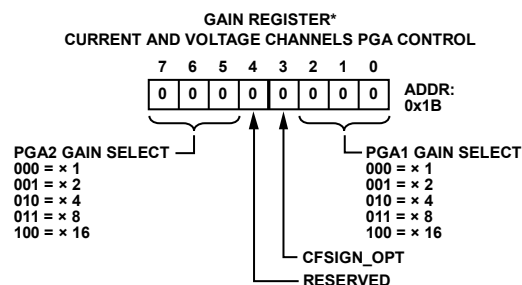 GAIN REGISTER*
CURRENT AND VOLTAGE CHANNELS PGA CONTROL
7 6 5 4 3 2 1 0
0 0 0 0 0 0 0 0
ADDR:
0x1B
PGA2 GAIN SELECT
000 = × 1
001 = × 2
010 = × 4
011 = × 8
100 = × 16
PGA1 GAIN SELECT
000 = × 1
001 = × 2
010 = × 4
011 = × 8
100 = × 16
CFSIGN_OPT
RESERVED